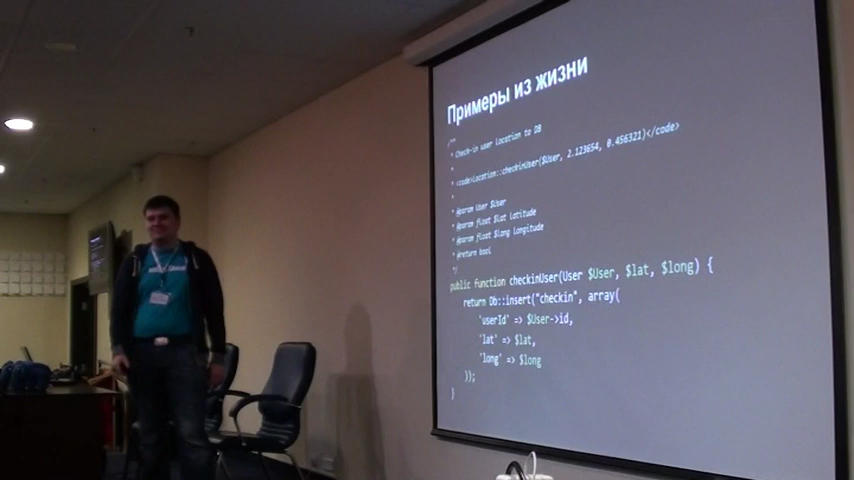 Примеры из жизни
/**
* Check-in user location to DB
*
* <code>Location::checkinUser($User, 2.123654, 0.456321)</code>
*
* @param User $User
* @param float $lat Latitude
* @param float $long Longitude
* @return bool
*/
public function checkinUser(User $User, $lat, $long) {
return Db::insert("checkin", array(
'userId' => $User->id,
'lat' => $lat,
'long' => $long
));
}